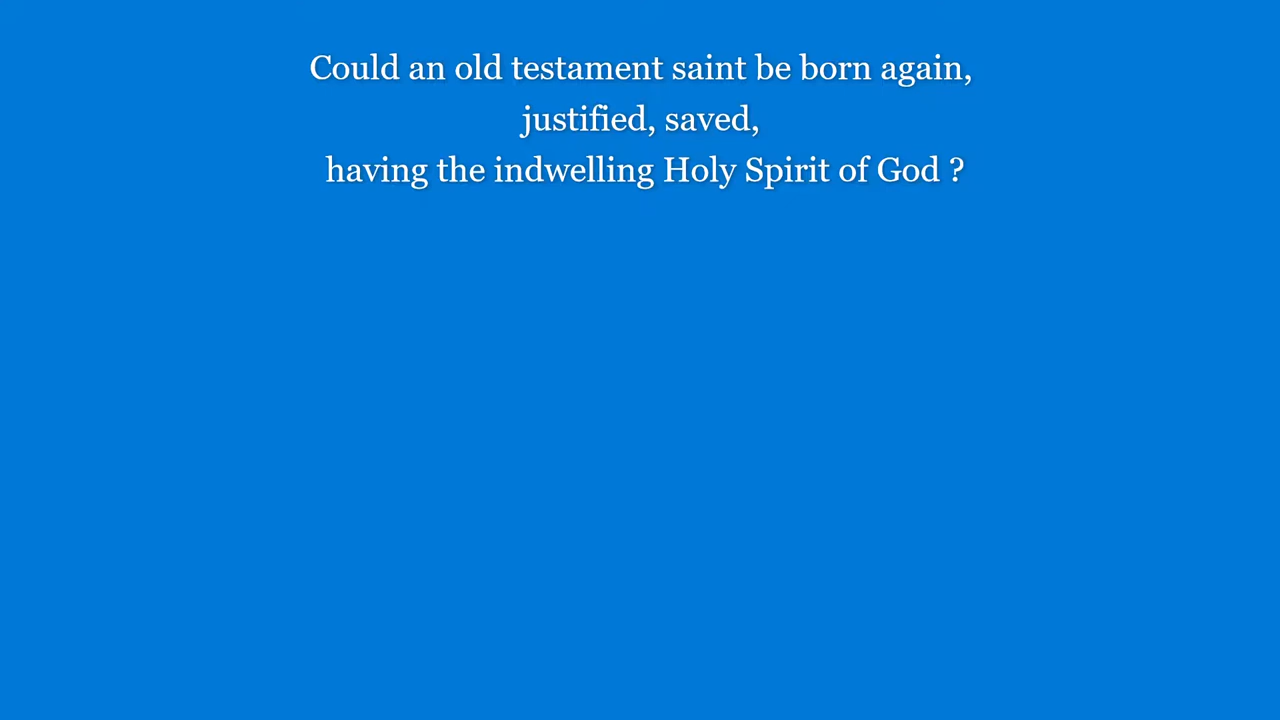 Could an old testament saint be born again,
justified, saved,
having the indwelling Holy Spirit of God ?